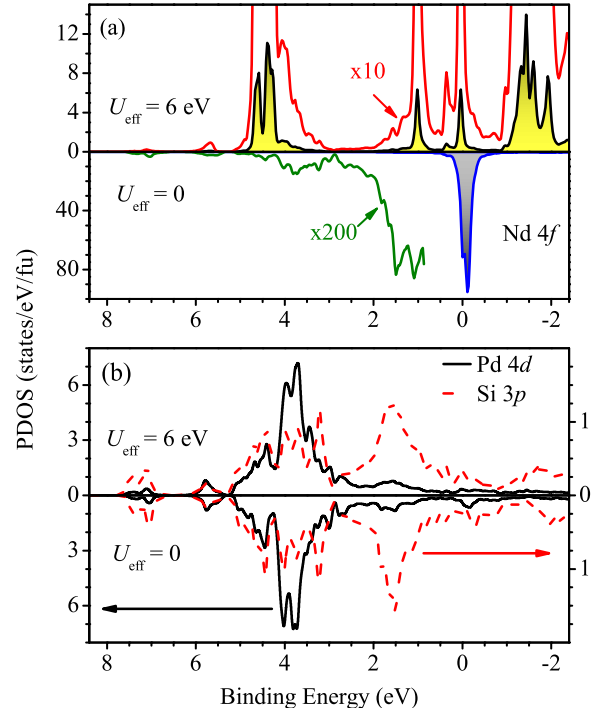 (a)
12
8
4
0
40
80
x10
U_eff = 6 eV
U_eff = 0
x200
Nd 4f
8 6 4 2 0 -2
PDOS (states/eV/fu)
(b)
Pd 4d
Si 3p
6
3
0
3
6
1
0
1
U_eff = 6 eV
U_eff = 0
8 6 4 2 0 -2
Binding Energy (eV)